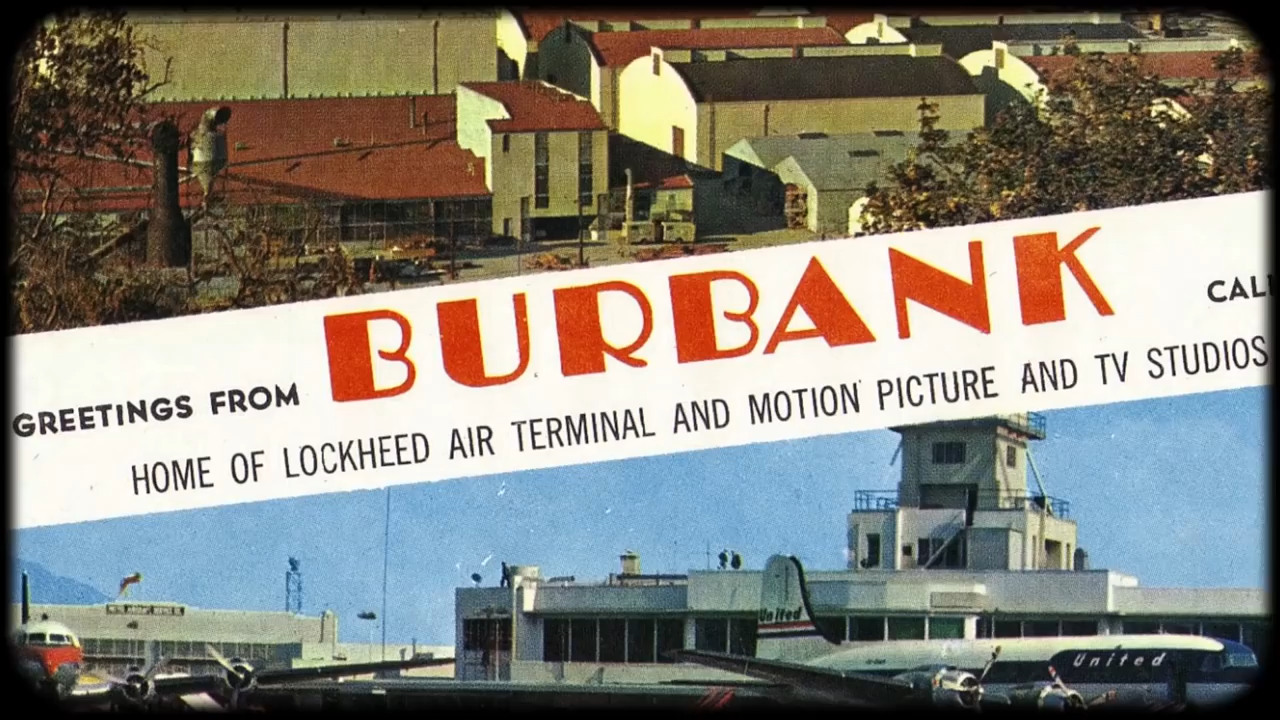 GREETINGS FROM BURBANK CALI
HOME OF LOCKHEED AIR TERMINAL AND MOTION PICTURE AND TV STUDIOS
United
United